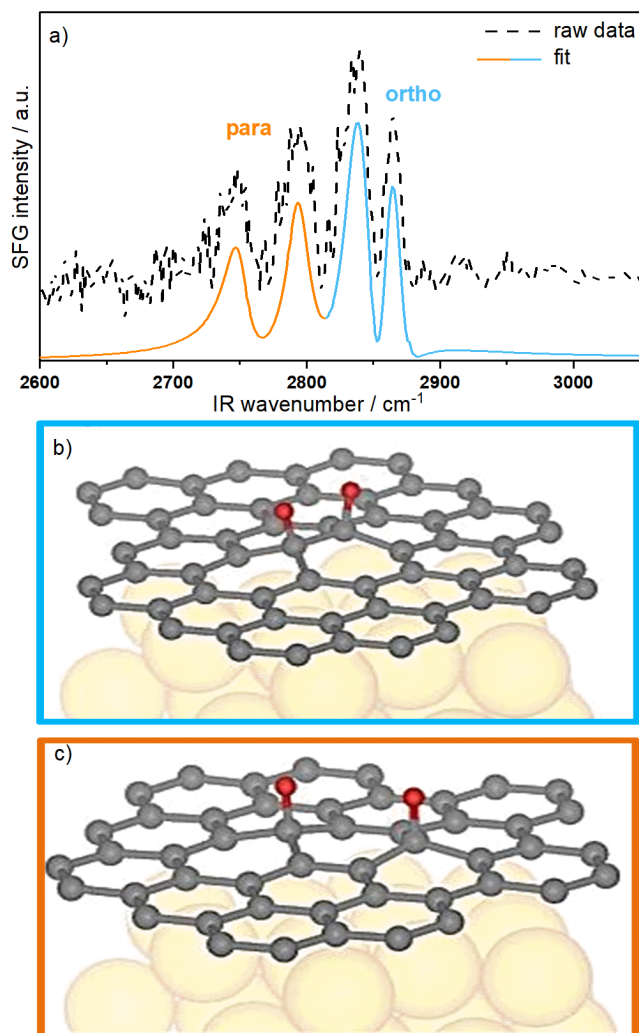 a)
raw data
fit
ortho
para
SFG intensity / a.u.
2600 2700 2800 2900 3000
IR wavenumber / cm⁻¹
b)
c)